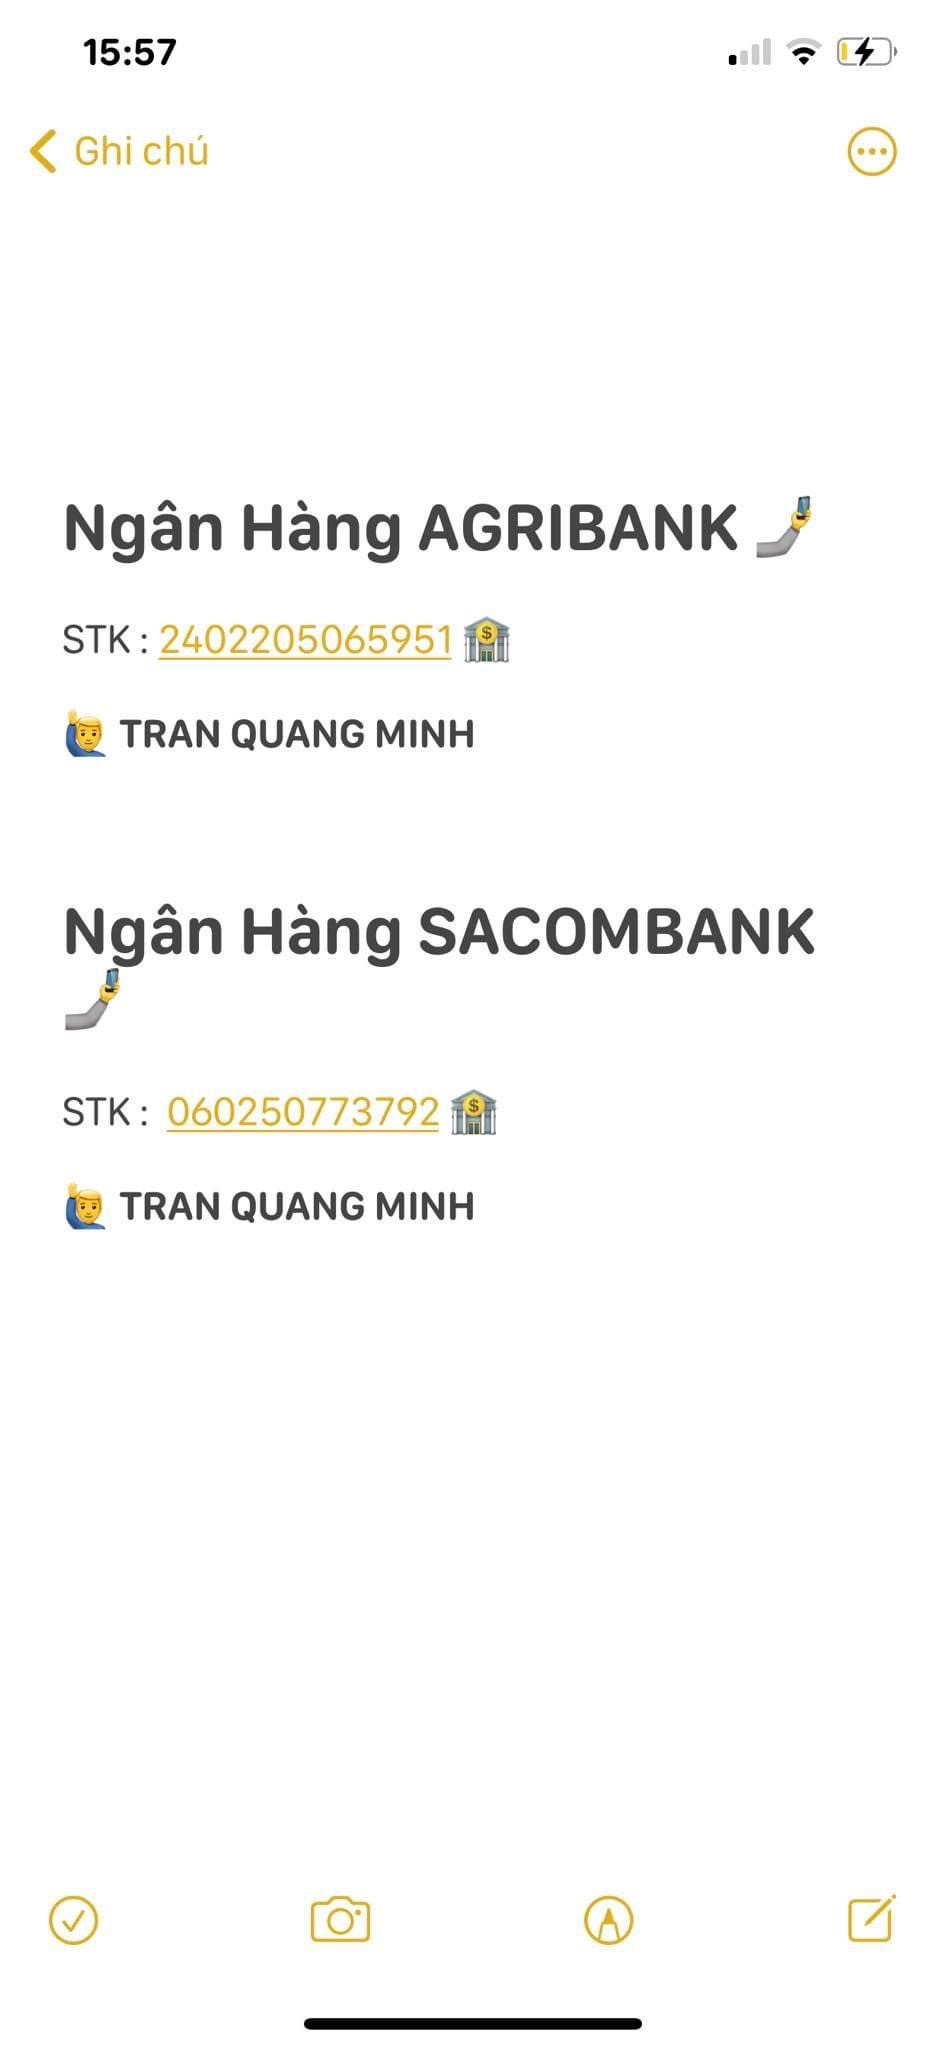 15:57
Ghi chú
Ngân Hàng AGRIBANK 🤳
STK : 2402205065951 🏦
🙋‍♂️ TRAN QUANG MINH
Ngân Hàng SACOMBANK
🤳
STK : 060250773792 🏦
🙋‍♂️ TRAN QUANG MINH